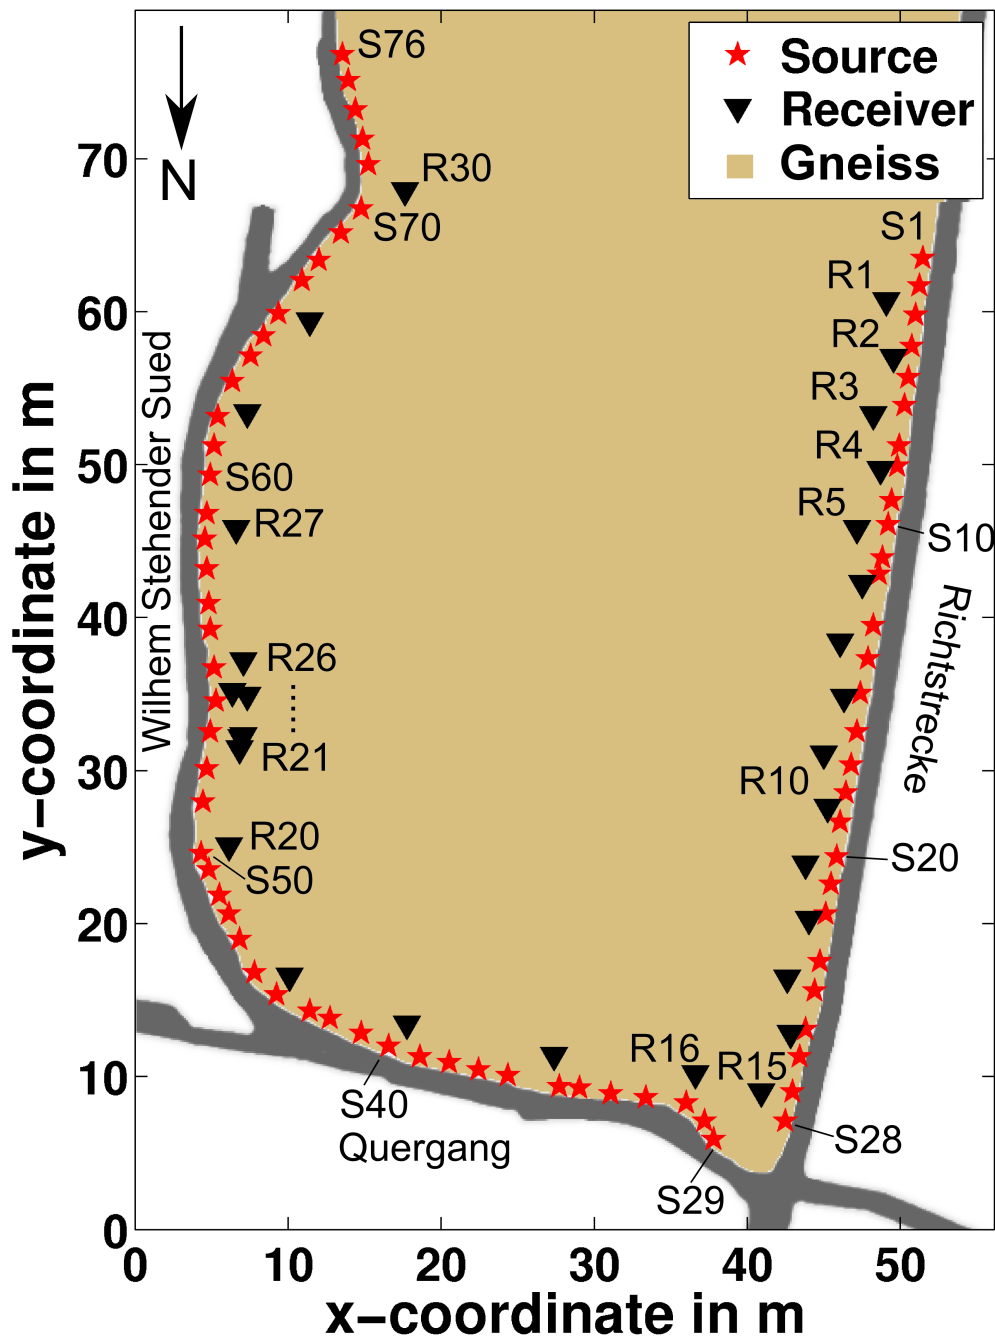 S76
Source
Receiver
Gneiss
N
R30
S70
S1
R1
R2
R3
R4
R5
S10
S60
R27
R26
R21
R20
S50
R10
S20
R16
R15
S40
Quergang
S28
S29
Wilhem Stehender Sued
Richtstrecke
70
60
50
40
30
20
10
0
0 10 20 30 40 50
x-coordinate in m
y-coordinate in m